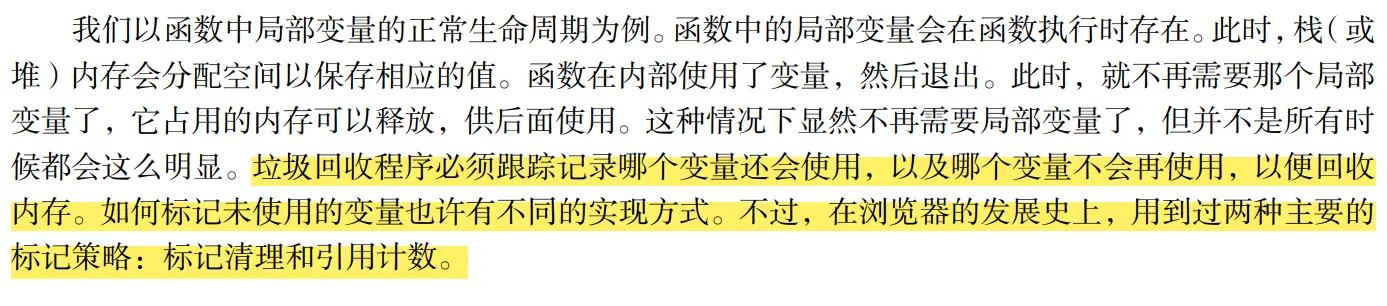 我们以函数中局部变量的正常生命周期为例。函数中的局部变量会在函数执行时存在。此时,栈(或
堆)内存会分配空间以保存相应的值。函数在内部使用了变量,然后退出。此时,就不再需要那个局部
变量了,它占用的内存可以释放,供后面使用。这种情况下显然不再需要局部变量了,但并不是所有时
候都会这么明显。垃圾回收程序必须跟踪记录哪个变量还会使用,以及哪个变量不会再使用,以便回收
内存。如何标记未使用的变量也许有不同的实现方式。不过,在浏览器的发展史上,用到过两种主要的
标记策略:标记清理和引用计数。